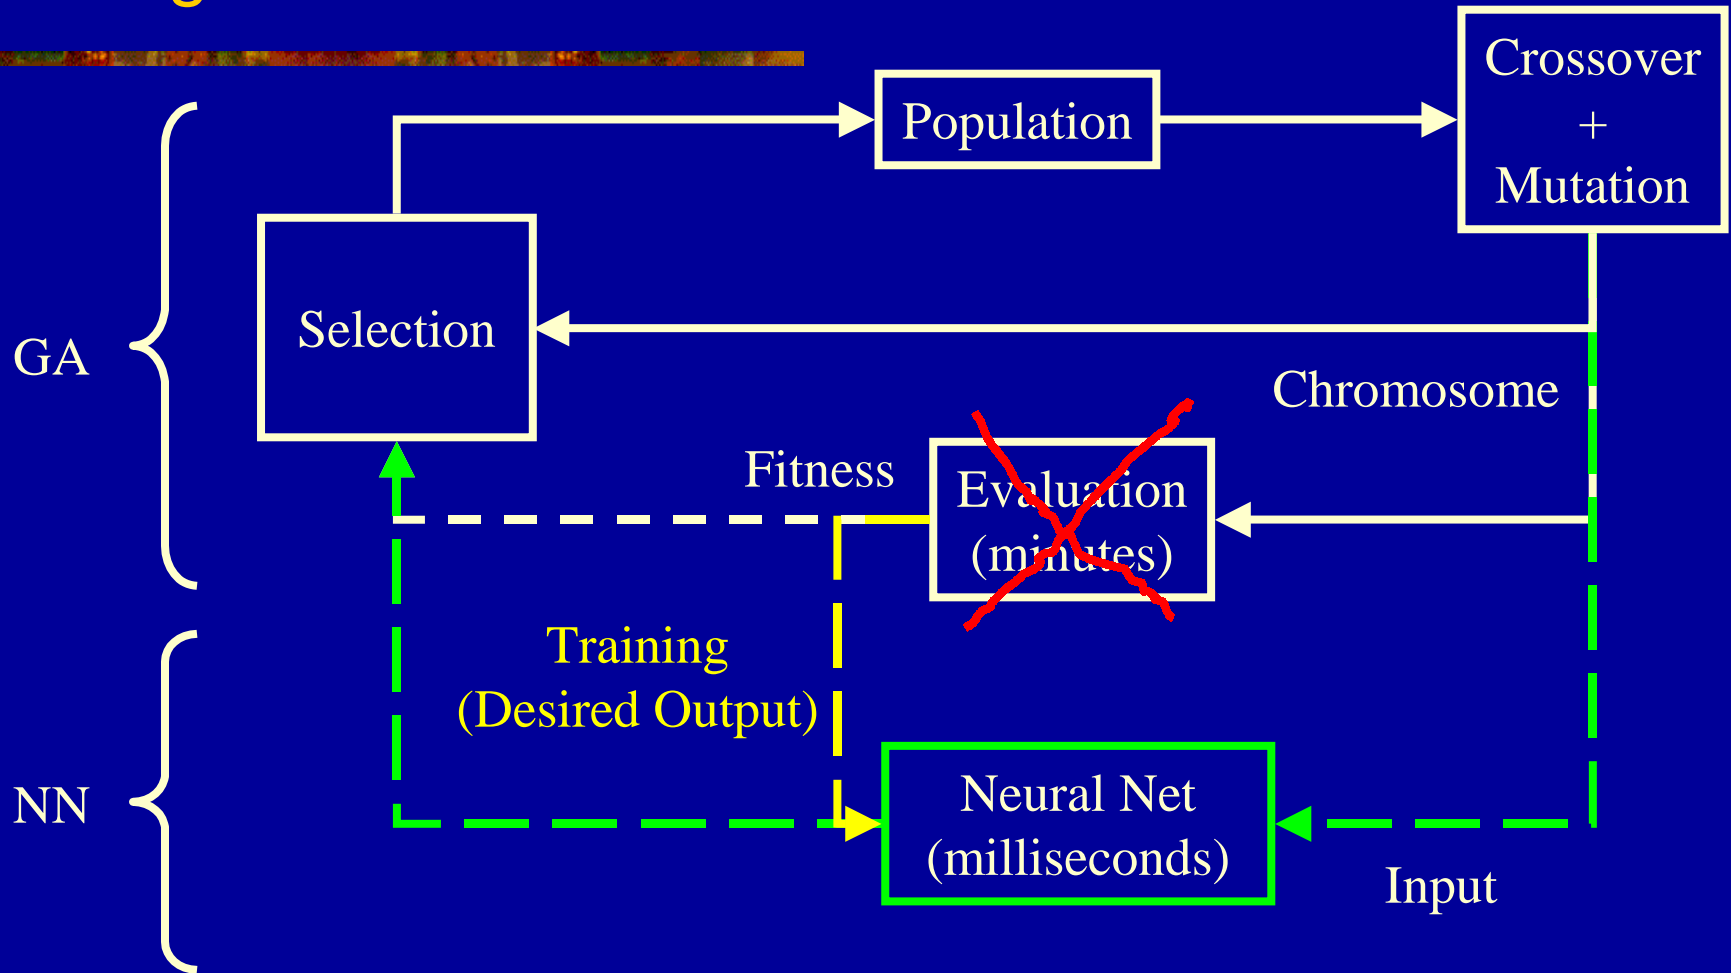 Crossover
+
Mutation
Population
Selection
GA
Chromosome
Fitness
Evaluation
(minutes)
Training
(Desired Output)
NN
Neural Net
(milliseconds)
Input